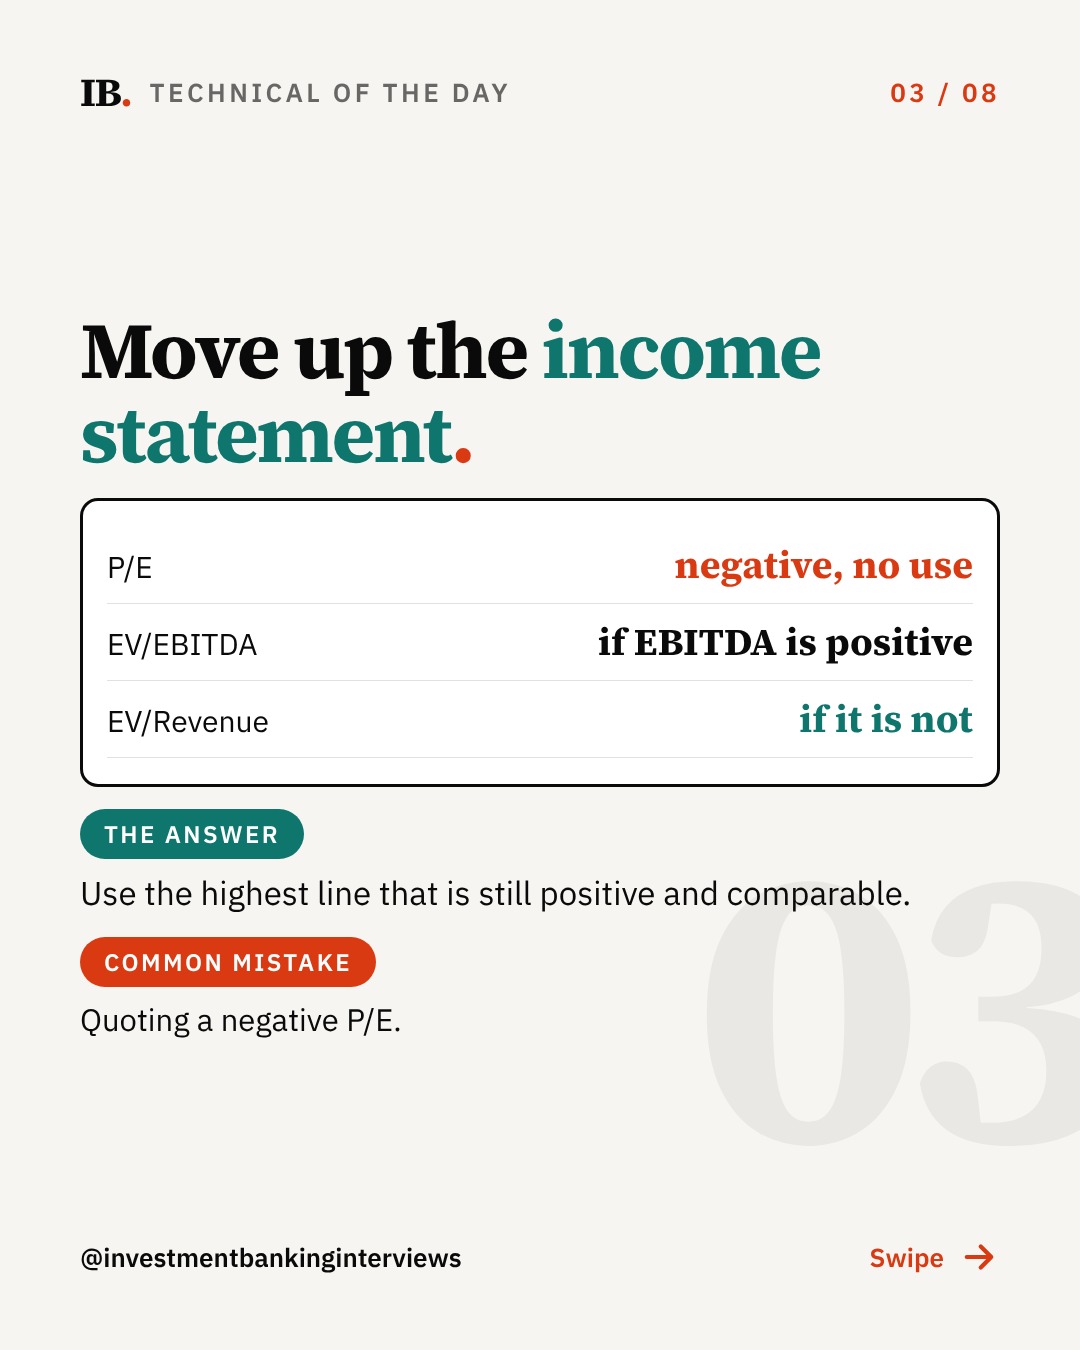 IB. TECHNICAL OF THE DAY
03 / 08
Move up the income
statement.
P/E negative, no use
EV/EBITDA if EBITDA is positive
EV/Revenue if it is not
THE ANSWER
Use the highest line that is still positive and comparable.
COMMON MISTAKE
Quoting a negative P/E.
03
@investmentbankinginterviews
Swipe →